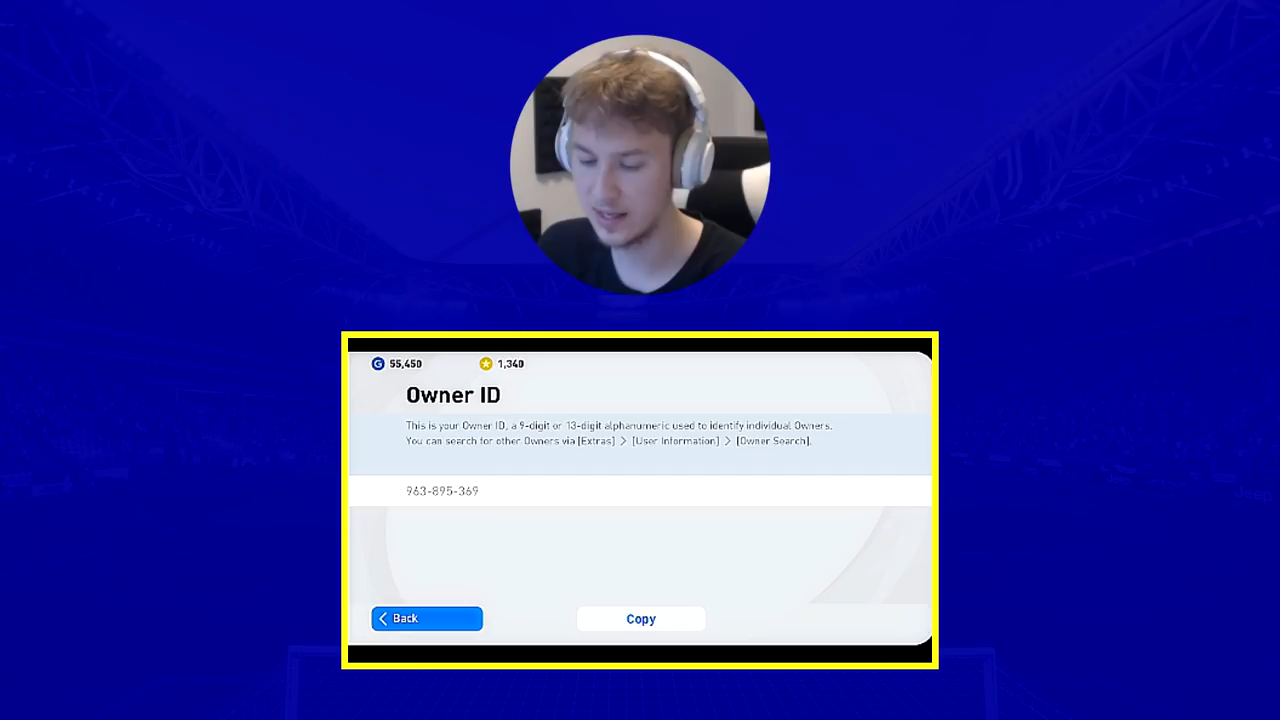 55,450 1,340
Owner ID
This is your Owner ID, a 9-digit or 13-digit alphanumeric used to identify individual Owners.
You can search for other Owners via [Extras] > [User Information] > [Owner Search].
963-895-369
Back Copy
Jeep